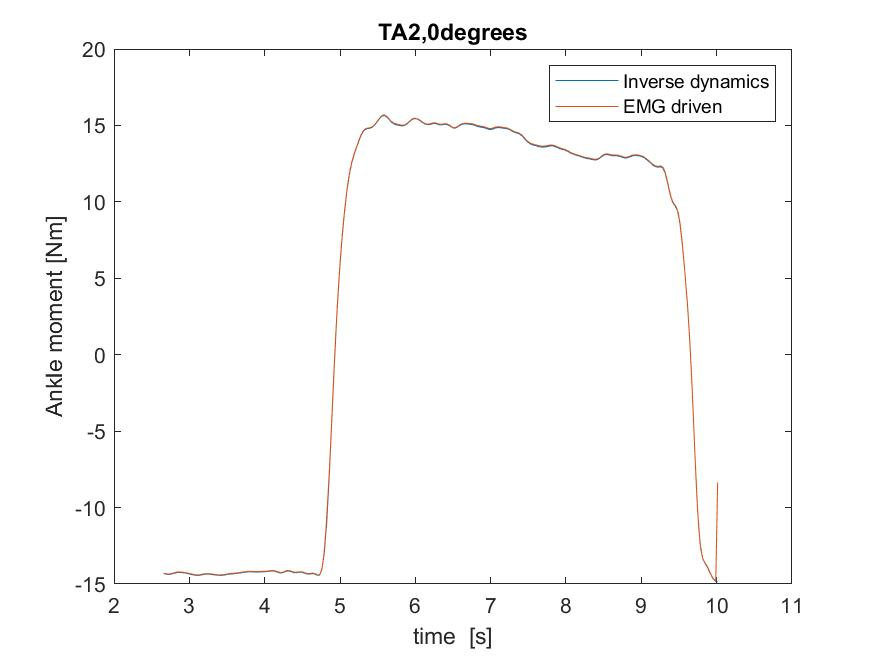 TA2,0degrees
20
15
10
5
0
-5
-10
-15
Ankle moment [Nm]
Inverse dynamics
EMG driven
2 3 4 5 6 7 8 9 10 11
time [s]